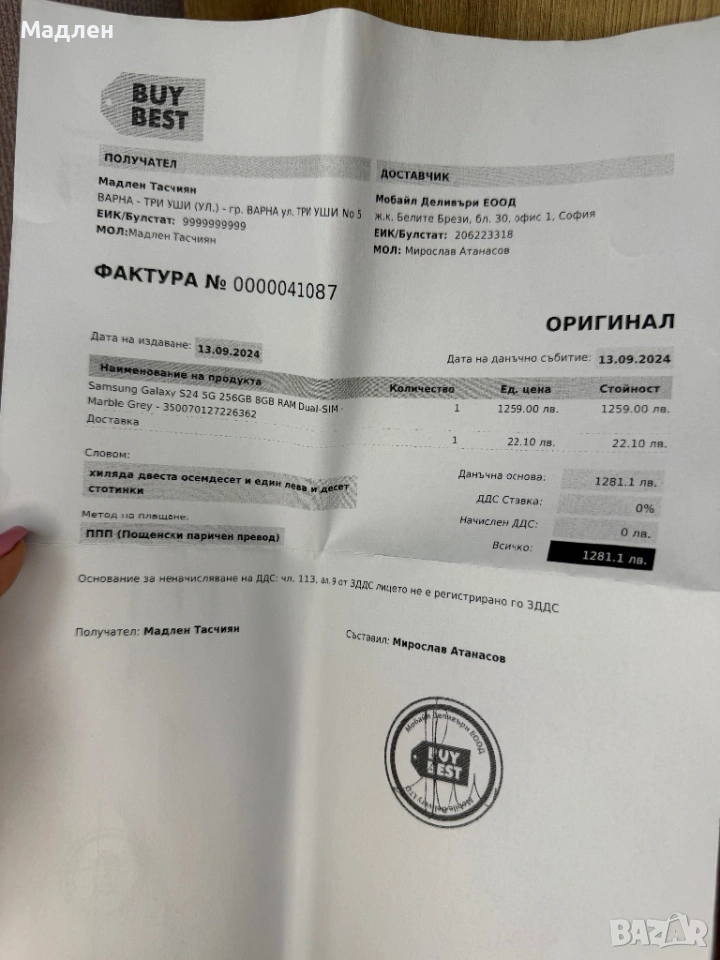 Мадлен
BUY
BEST
ПОЛУЧАТЕЛ
Мадлен Тасчиян
ВАРНА - ТРИ УШИ (УЛ.) - гр. ВАРНА ул. ТРИ УШИ No 5
ЕИК/Булстат: 9999999999
МОЛ:Мадлен Тасчиян
ДОСТАВЧИК
Мобайл Деливъри ЕООД
ж.к. Белите Брези, бл. 30, офис 1, София
ЕИК/Булстат: 206223318
МОЛ: Мирослав Атанасов
ФАКТУРА № 0000041087
ОРИГИНАЛ
Дата на издаване: 13.09.2024
Дата на данъчно събитие: 13.09.2024
Наименование на продукта Количество Ед. цена Стойност
Samsung Galaxy S24 5G 256GB 8GB RAM Dual-SIM - 1 1259.00 лв. 1259.00 лв.
Marble Grey - 350070127226362
Доставка 1 22.10 лв. 22.10 лв.
Словом:
хиляда двеста осемдесет и един лева и десет
стотинки
Метод на плащане:
ППП (Пощенски паричен превод)
Данъчна основа: 1281.1 лв.
ДДС Ставка: 0%
Начислен ДДС: 0 лв.
Всичко: 1281.1 лв.
Основание за неначисляване на ДДС: чл. 113, ал.9 от ЗДДС лицето не е регистрирано по ЗДДС
Получател: Мадлен Тасчиян
Съставил: Мирослав Атанасов
Мобайл Деливъри ЕООД
BUY
BEST
Mobile Delivery LTD
BAZAR